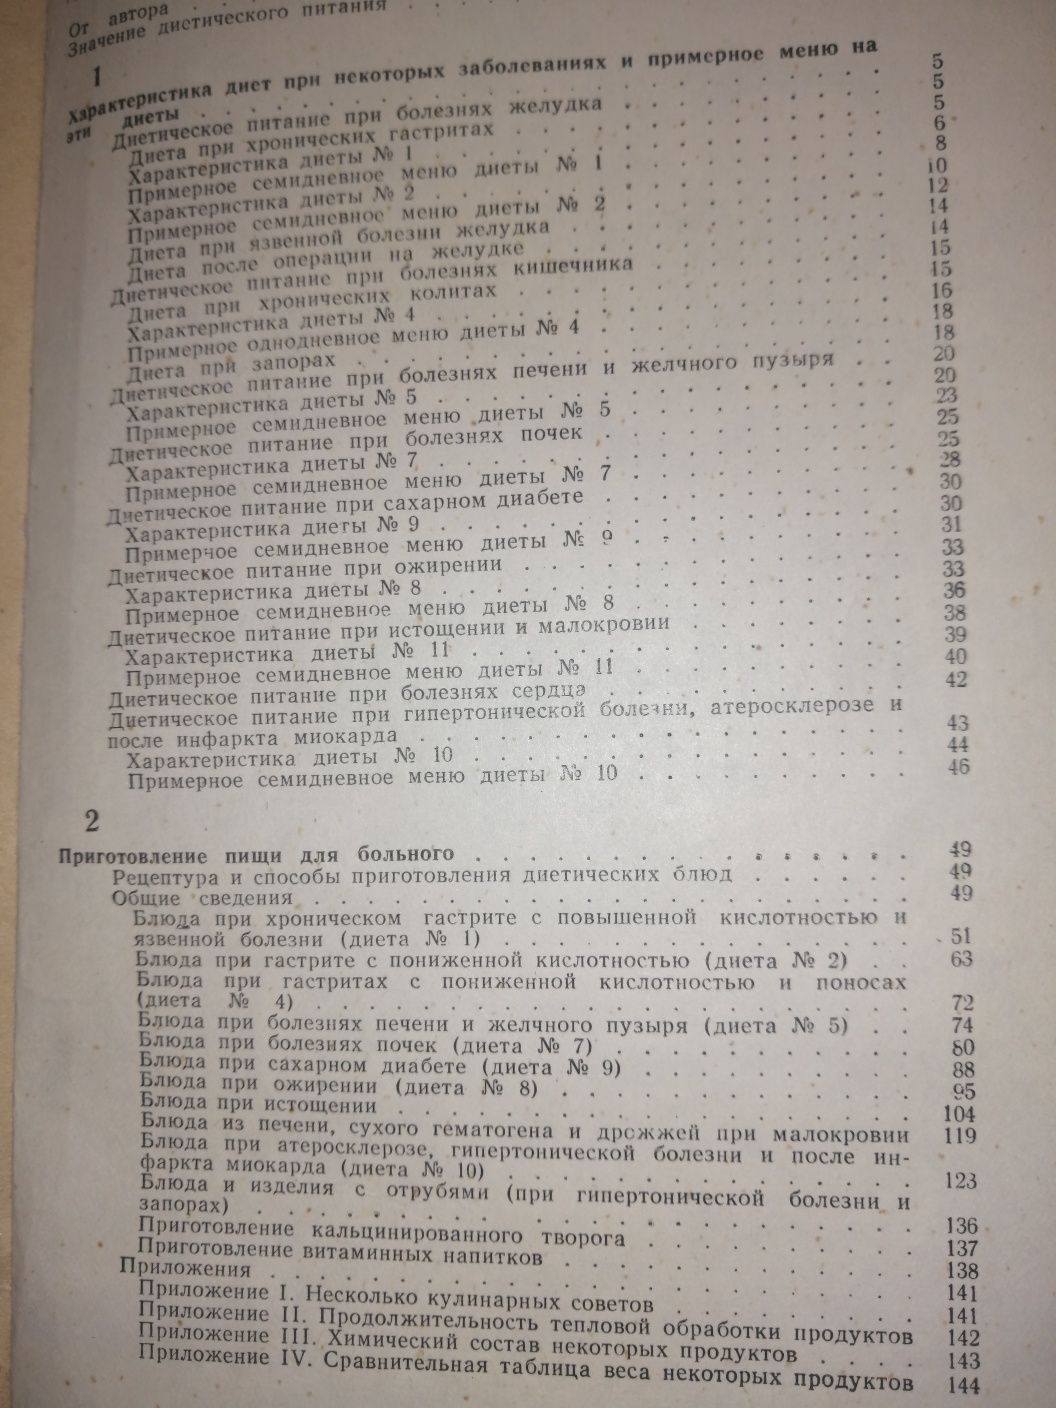 От автора . .
Значение диетического питания . . .
1
Характеристика диет при некоторых заболеваниях и примерное меню на
эти диеты . . . . . . . . . . 5
Диетическое питание при болезнях желудка . . . . . . 5
Диета при хронических гастритах . . . . . . . 5
Характеристика диеты № 1 . . . . . . . 6
Примерное семидневное меню диеты № 1 . . . . . . 8
Характеристика диеты № 2 . . . . . . . 10
Примерное семидневное меню диеты № 2 . . . . . . 12
Диета при язвенной болезни желудка . . . . . . 14
Диета после операции на желудке . . . . . . 14
Диетическое питание при болезнях кишечника . . . . . . 15
Диета при хронических колитах . . . . . . 15
Характеристика диеты № 4 . . . . . . . 16
Примерное однодневное меню диеты № 4 . . . . . . 18
Диета при запорах . . . . . . . 18
Диетическое питание при болезнях печени и желчного пузыря . . 20
Характеристика диеты № 5 . . . . . . . 20
Примерное семидневное меню диеты № 5 . . . . . . 23
Диетическое питание при болезнях почек . . . . . . 25
Характеристика диеты № 7 . . . . . . . 25
Примерное семидневное меню диеты № 7 . . . . . . 28
Диетическое питание при сахарном диабете . . . . . . 30
Характеристика диеты № 9 . . . . . . . 30
Примерное семидневное меню диеты № 9 . . . . . . 31
Диетическое питание при ожирении . . . . . . 33
Характеристика диеты № 8 . . . . . . . 33
Примерное семидневное меню диеты № 8 . . . . . . 36
Диетическое питание при истощении и малокровии . . . . . 38
Характеристика диеты № 11 . . . . . . . 39
Примерное семидневное меню диеты № 11 . . . . . . 40
Диетическое питание при болезнях сердца . . . . . . 42
Диетическое питание при гипертонической болезни, атеросклерозе и
после инфаркта миокарда . . . . . . . 43
Характеристика диеты № 10 . . . . . . . 44
Примерное семидневное меню диеты № 10 . . . . . . 46
2
Приготовление пищи для больного . . . . . . . 49
Рецептура и способы приготовления диетических блюд . . . . . . 49
Общие сведения . . . . . . . 49
Блюда при хроническом гастрите с повышенной кислотностью и
язвенной болезни (диета № 1) . . . . . . . 51
Блюда при гастрите с пониженной кислотностью (диета № 2) . . 63
Блюда при гастритах с пониженной кислотностью и поносах
(диета № 4) . . . . . . . 72
Блюда при болезнях печени и желчного пузыря (диета № 5) . . 74
Блюда при болезнях почек (диета № 7) . . . . . . 80
Блюда при сахарном диабете (диета № 9) . . . . . . 88
Блюда при ожирении (диета № 8) . . . . . . 95
Блюда при истощении . . . . . . . 104
Блюда из печени, сухого гематогена и дрожжей при малокровии 119
Блюда при атеросклерозе, гипертонической болезни и после ин-
фаркта миокарда (диета № 10) . . . . . . . 123
Блюда и изделия с отрубями (при гипертонической болезни и
запорах) . . . . . . . 136
Приготовление кальцинированного творога . . . . . . 137
Приготовление витаминных напитков . . . . . . 138
Приложения . . . . . . . 141
Приложение I. Несколько кулинарных советов . . . . . . 141
Приложение II. Продолжительность тепловой обработки продуктов 142
Приложение III. Химический состав некоторых продуктов . . . . 143
Приложение IV. Сравнительная таблица веса некоторых продуктов 144